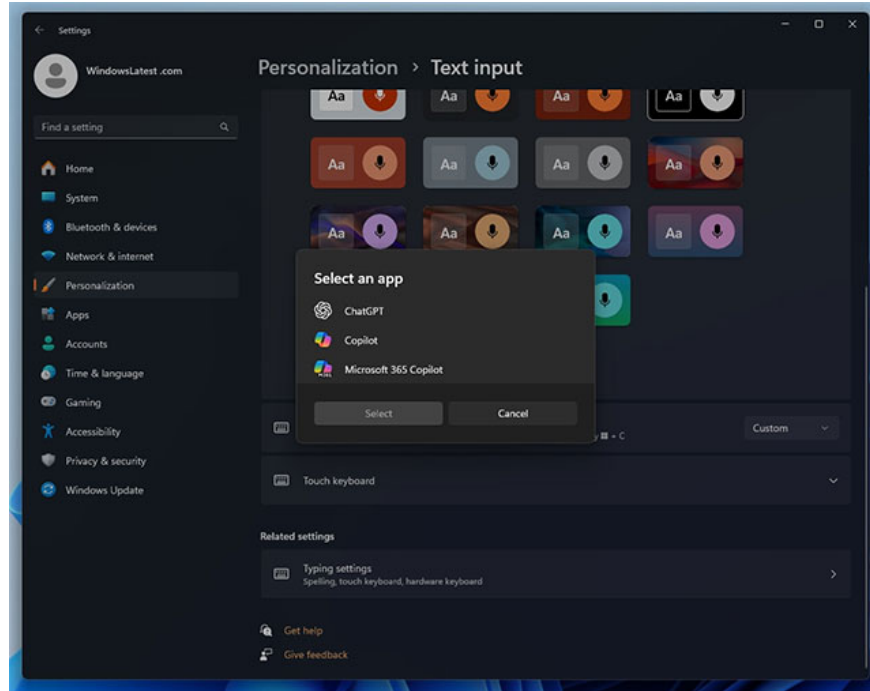 Settings
WindowsLatest .com
Find a setting
Home
System
Bluetooth & devices
Network & internet
Personalization
Apps
Accounts
Time & language
Gaming
Accessibility
Privacy & security
Windows Update
Personalization > Text input
Aa Aa Aa Aa
Aa Aa Aa Aa
Aa Aa Aa Aa
Select an app
ChatGPT
Copilot
M365
Microsoft 365 Copilot
Select Cancel
+ C
Custom
Touch keyboard
Related settings
Typing settings
Spelling, touch keyboard, hardware keyboard
Get help
Give feedback